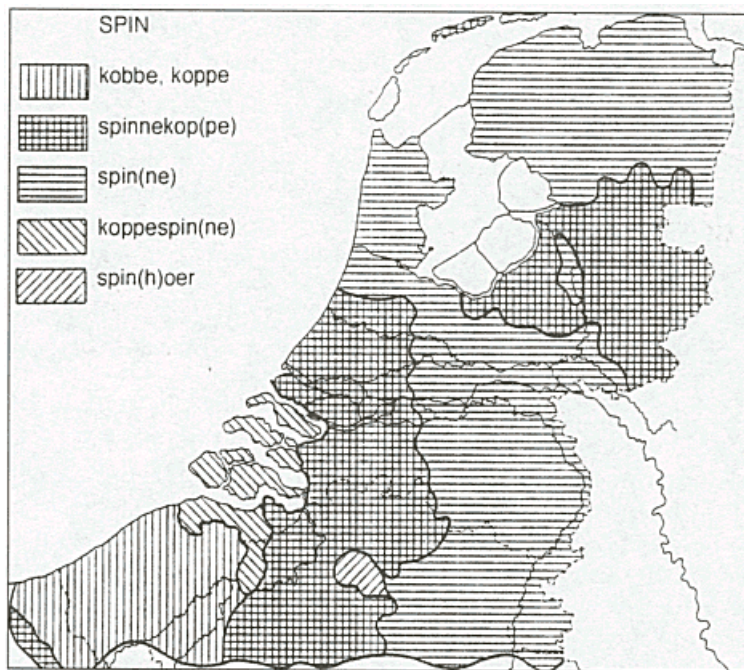 SPIN
kobbe, koppe
spinnekop(pe)
spin(ne)
koppespin(ne)
spin(h)oer